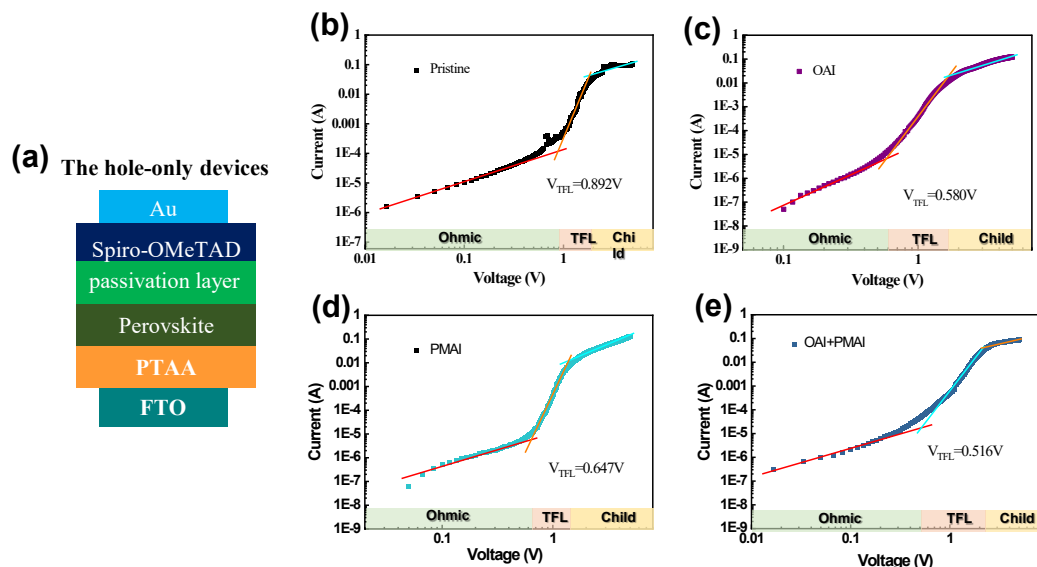 (a)
The hole-only devices
Au
Spiro-OMeTAD
passivation layer
Perovskite
PTAA
FTO
(b)
1
0.1
0.01
0.001
1E-4
1E-5
1E-6
1E-7
Current (A)
Pristine
V_TFL=0.892V
Ohmic
TFL
Chi
ld
0.01
0.1
1
Voltage (V)
(c)
1
0.1
0.01
1E-3
1E-4
1E-5
1E-6
1E-7
1E-8
1E-9
Current (A)
OAI
V_TFL=0.580V
Ohmic
TFL
Child
0.1
1
Voltage (V)
(d)
1
0.1
0.01
0.001
1E-4
1E-5
1E-6
1E-7
1E-8
1E-9
Current (A)
PMAI
V_TFL=0.647V
Ohmic
TFL
Child
0.1
1
Voltage (V)
(e)
1
0.1
0.01
0.001
1E-4
1E-5
1E-6
1E-7
1E-8
1E-9
Current (A)
OAI+PMAI
V_TFL=0.516V
Ohmic
TFL
Child
0.01
0.1
1
Voltage (V)